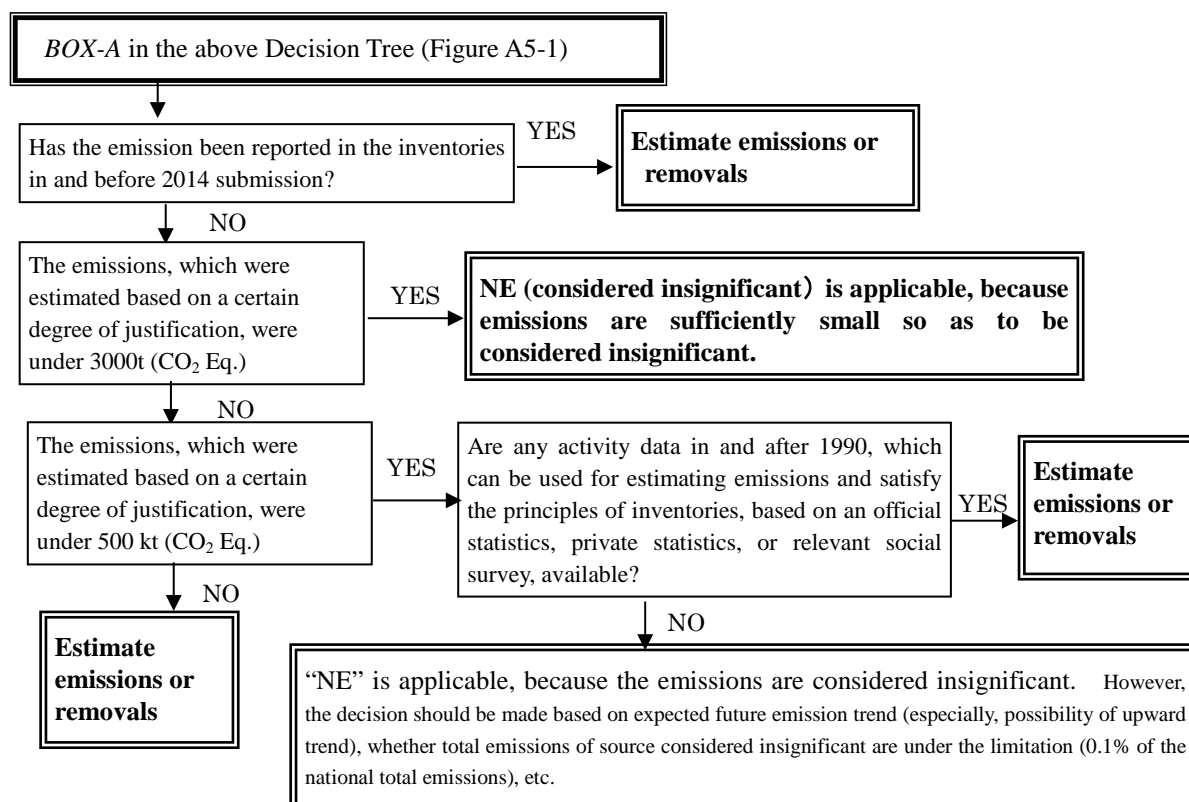 BOX-A in the above Decision Tree (Figure A5-1)
Has the emission been reported in the inventories
in and before 2014 submission?
YES
Estimate emissions or
removals
NO
The emissions, which were
estimated based on a certain
degree of justification, were
under 3000t (CO₂ Eq.)
YES
NE (considered insignificant）is applicable, because
emissions are sufficiently small so as to be
considered insignificant.
NO
The emissions, which were
estimated based on a certain
degree of justification, were
under 500 kt (CO₂ Eq.)
YES
Are any activity data in and after 1990, which
can be used for estimating emissions and satisfy
the principles of inventories, based on an official
statistics, private statistics, or relevant social
survey, available?
YES
Estimate
emissions or
removals
NO
Estimate
emissions or
removals
NO
“NE” is applicable, because the emissions are considered insignificant. However,
the decision should be made based on expected future emission trend (especially, possibility of upward
trend), whether total emissions of source considered insignificant are under the limitation (0.1% of the
national total emissions), etc.